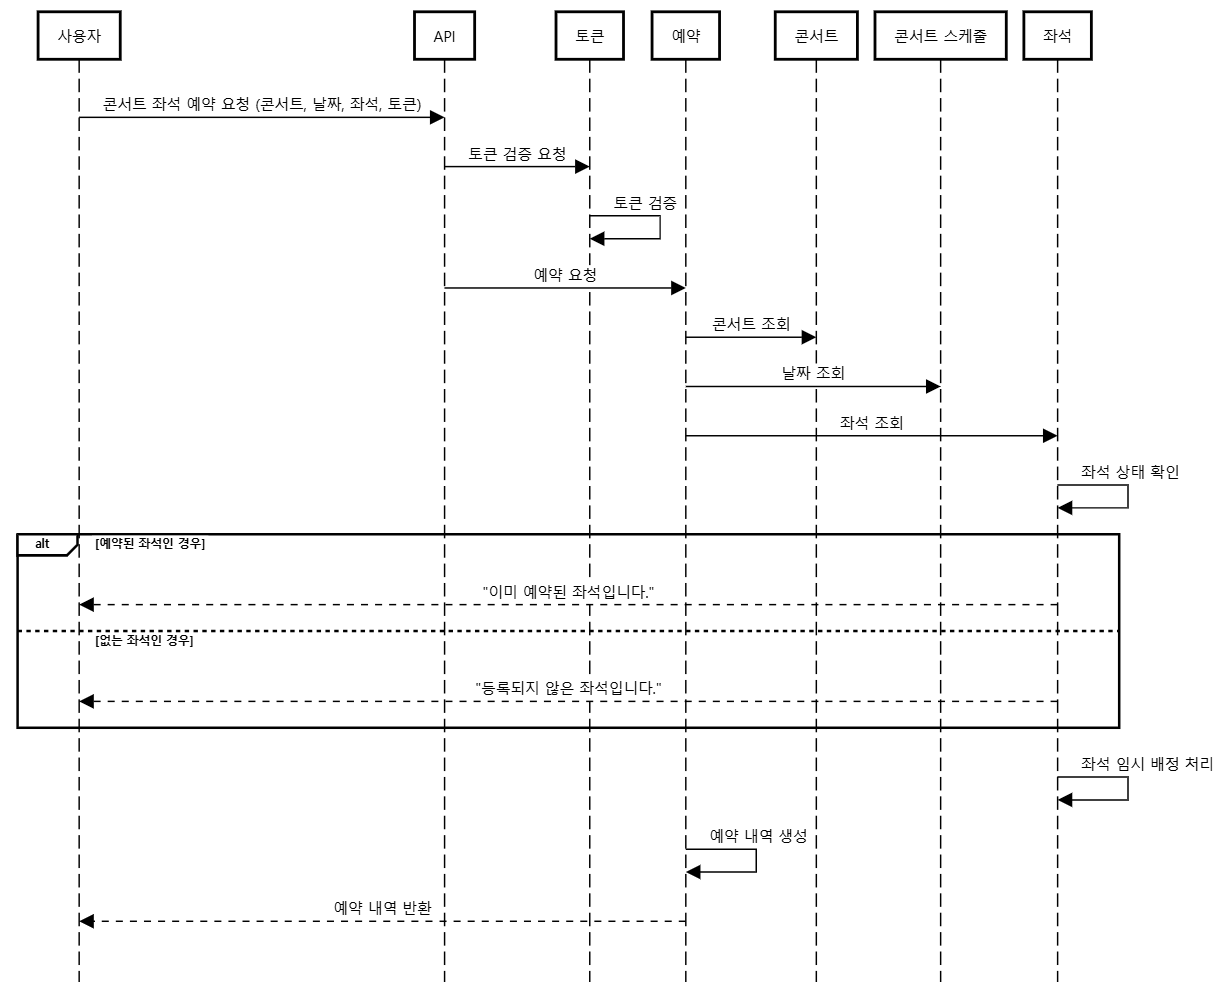 사용자
API
토큰
예약
콘서트
콘서트 스케줄
좌석
콘서트 좌석 예약 요청 (콘서트, 날짜, 좌석, 토큰)
토큰 검증 요청
토큰 검증
예약 요청
콘서트 조회
날짜 조회
좌석 조회
좌석 상태 확인
alt
[예약된 좌석인 경우]
"이미 예약된 좌석입니다."
[없는 좌석인 경우]
"등록되지 않은 좌석입니다."
좌석 임시 배정 처리
예약 내역 생성
예약 내역 반환